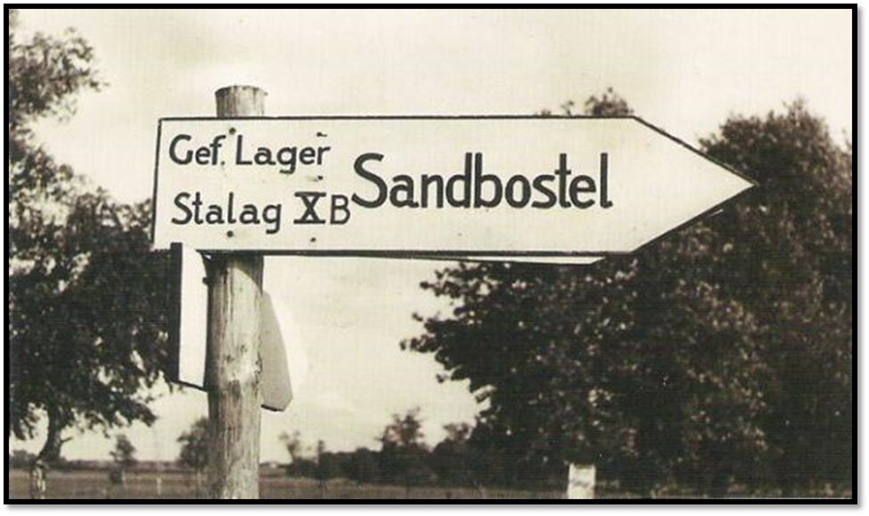 Gef. Lager
Stalag XB
Sandbostel